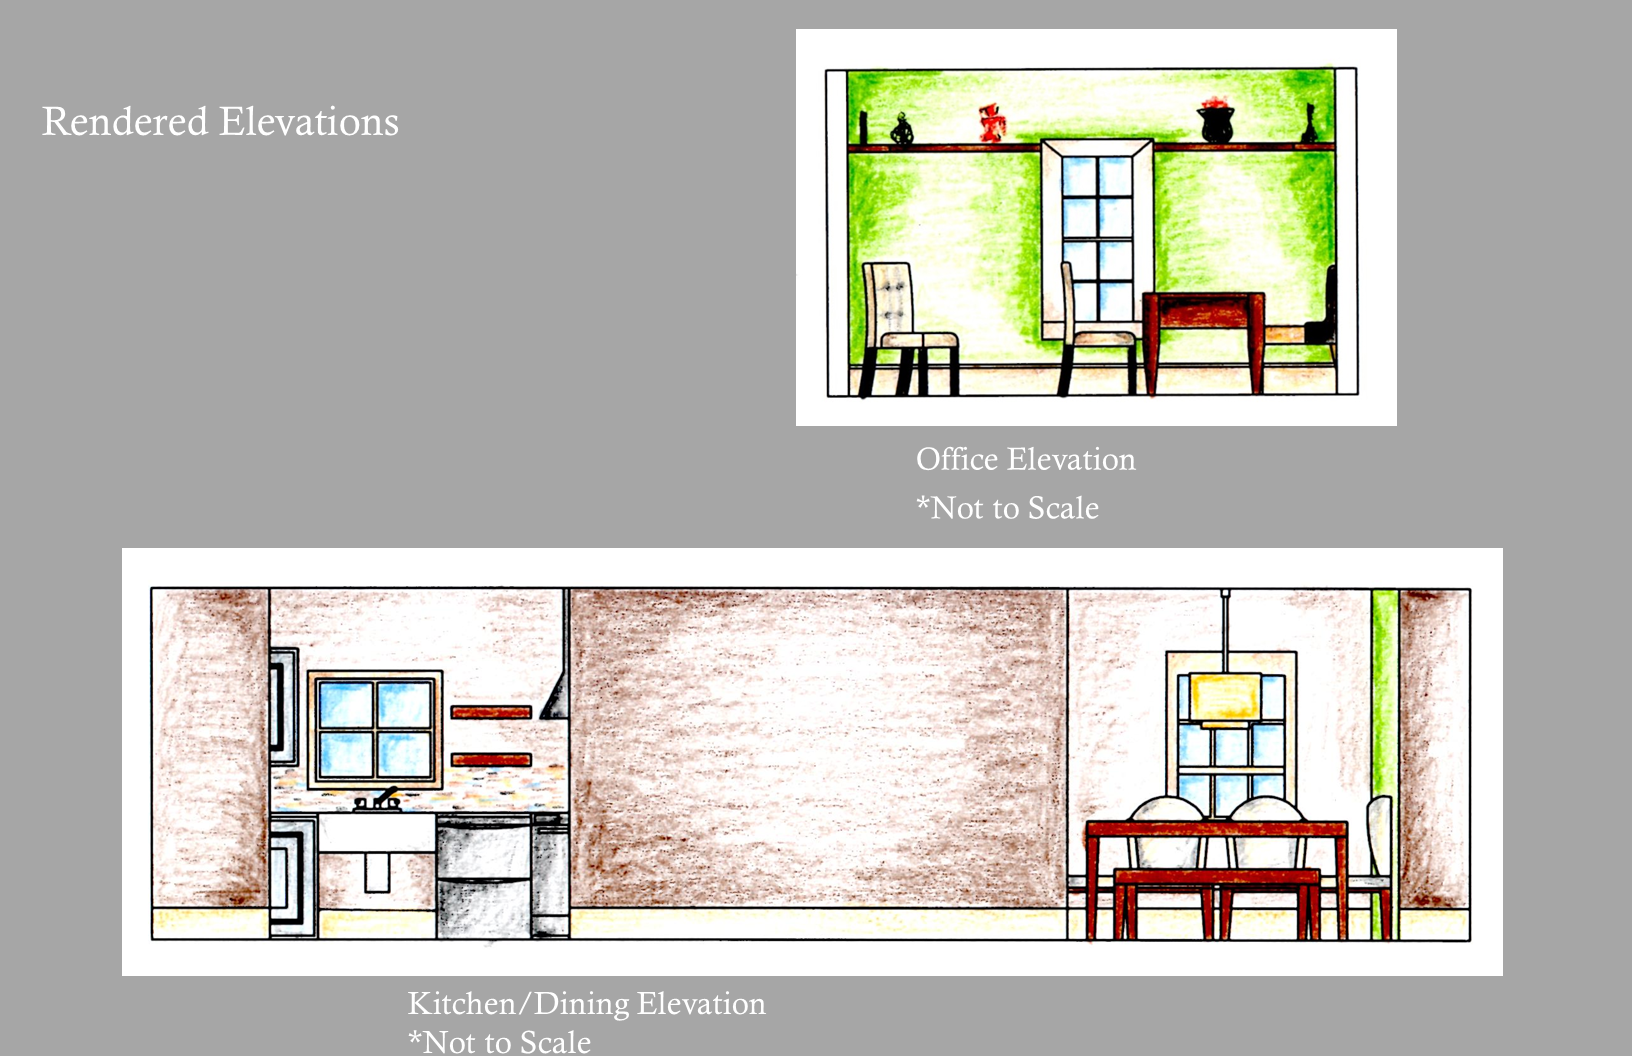 Rendered Elevations
Office Elevation
*Not to Scale
Kitchen/Dining Elevation
*Not to Scale